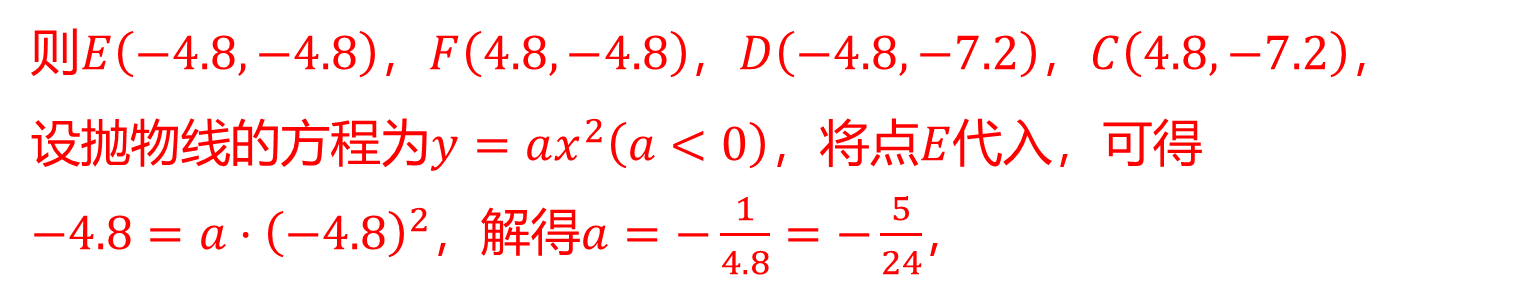 则E(−4.8,−4.8)，F(4.8,−4.8)，D(−4.8,−7.2)，C(4.8,−7.2)，
设抛物线的方程为y = ax²(a < 0)，将点E代入，可得
−4.8 = a · (−4.8)²，解得a = −1/4.8 = −5/24,